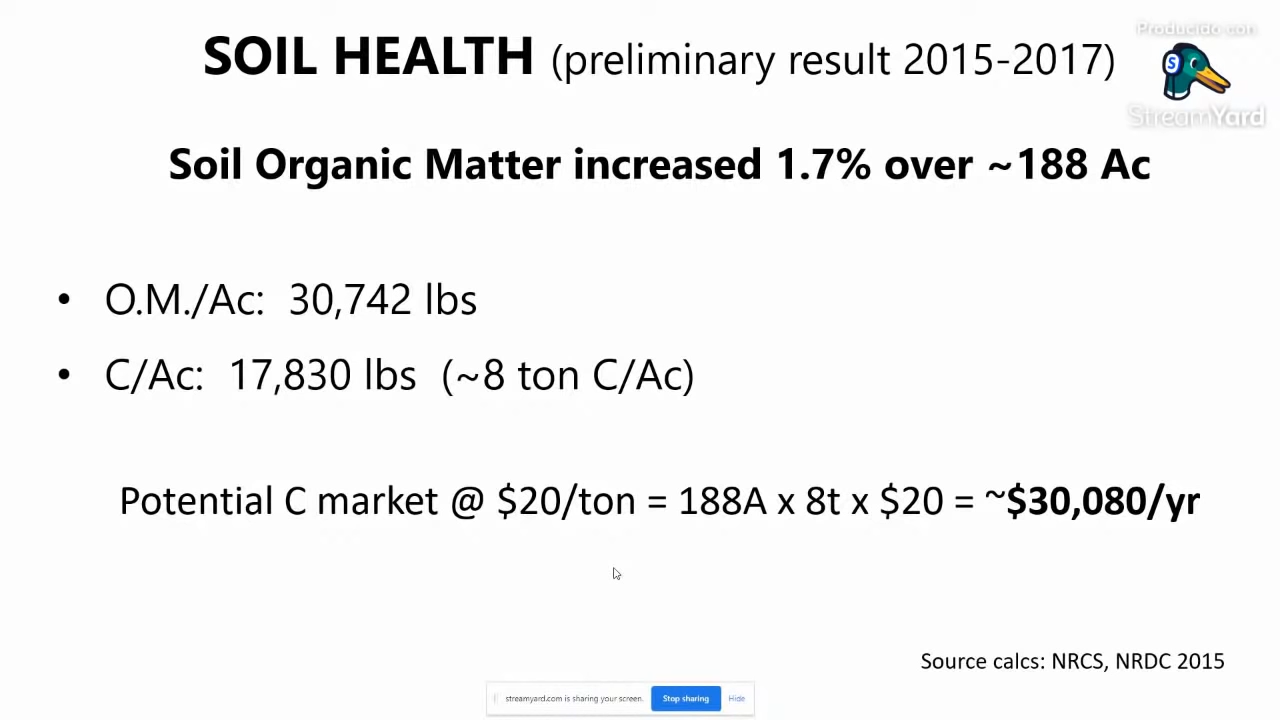 SOIL HEALTH (preliminary result 2015-2017)
Producido con
S
StreamYard
Soil Organic Matter increased 1.7% over ~188 Ac
• O.M./Ac: 30,742 lbs
• C/Ac: 17,830 lbs (~8 ton C/Ac)
Potential C market @ $20/ton = 188A x 8t x $20 = ~$30,080/yr
Source calcs: NRCS, NRDC 2015
streamyard.com is sharing your screen. Stop sharing Hide